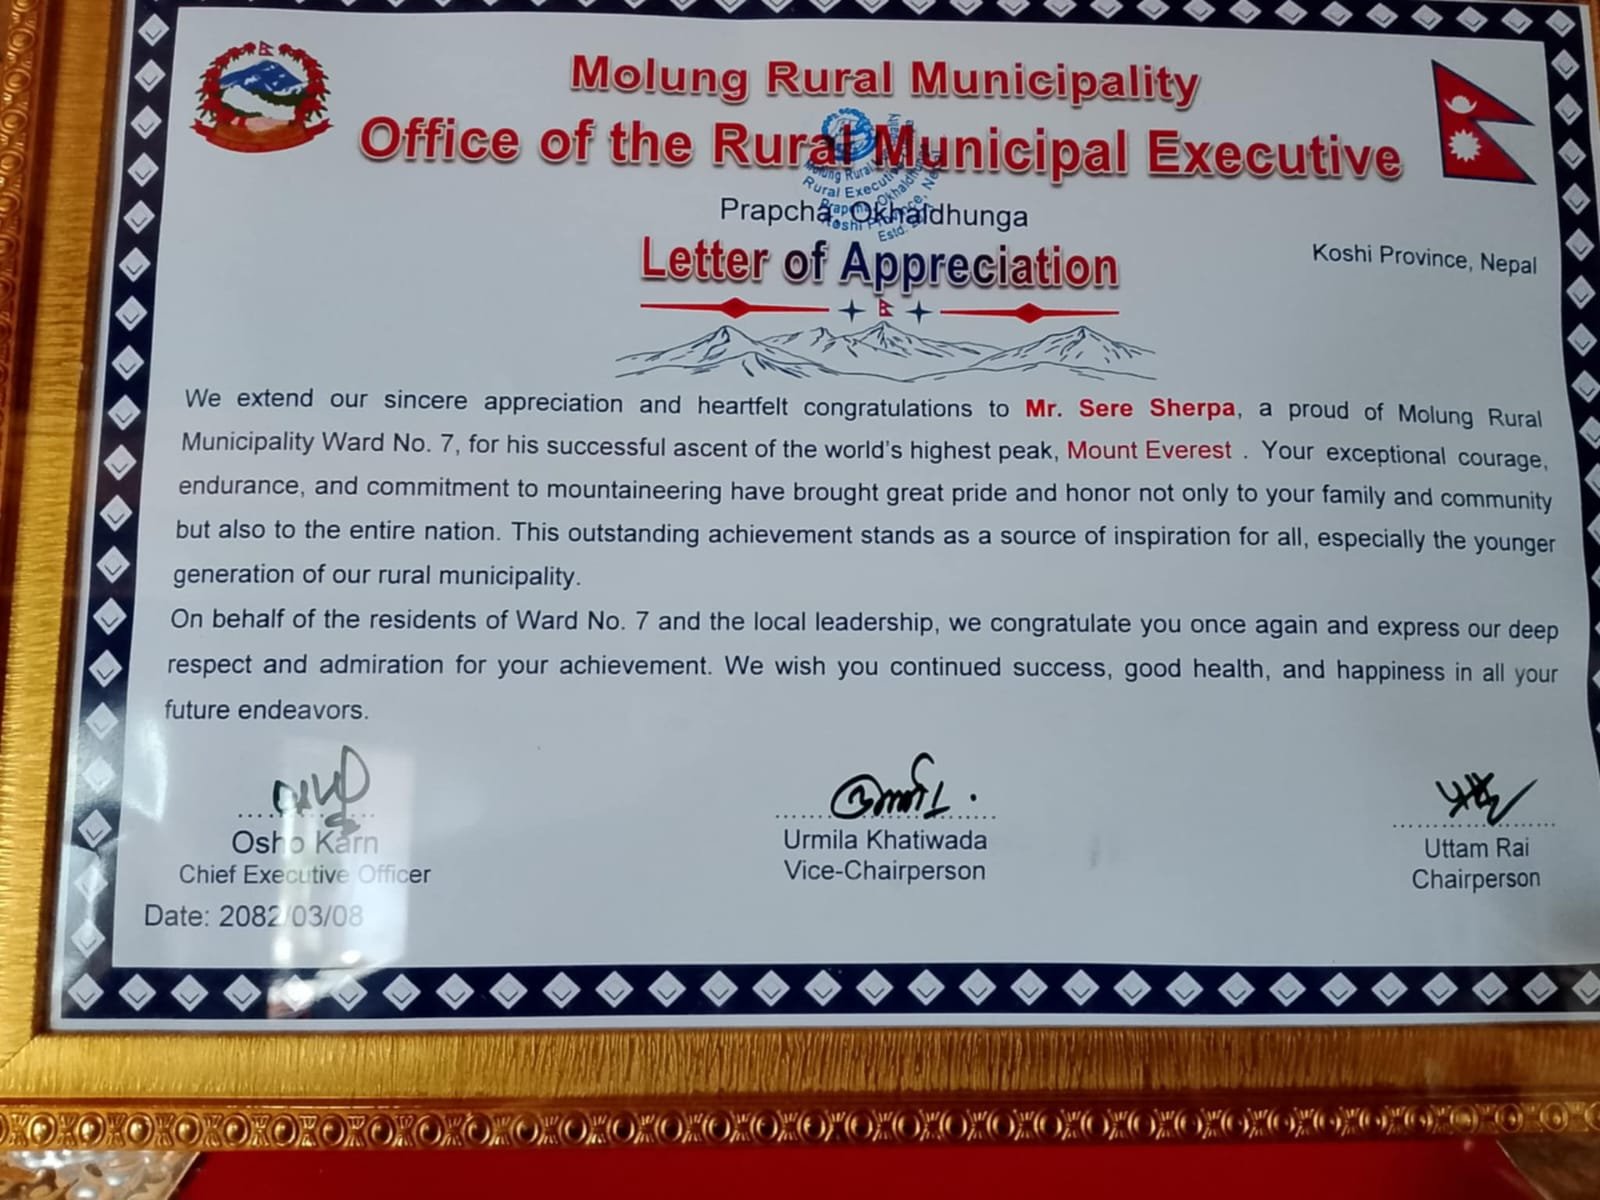 Molung Rural Municipality
Office of the Rural Municipal Executive
Prapcha, Okhaldhunga
Koshi Province, Nepal
Letter of Appreciation
We extend our sincere appreciation and heartfelt congratulations to Mr. Sere Sherpa, a proud of Molung Rural
Municipality Ward No. 7, for his successful ascent of the world's highest peak, Mount Everest . Your exceptional courage,
endurance, and commitment to mountaineering have brought great pride and honor not only to your family and community
but also to the entire nation. This outstanding achievement stands as a source of inspiration for all, especially the younger
generation of our rural municipality.
On behalf of the residents of Ward No. 7 and the local leadership, we congratulate you once again and express our deep
respect and admiration for your achievement. We wish you continued success, good health, and happiness in all your
future endeavors.
Osho Karn
Chief Executive Officer
Date: 2082/03/08
Urmila Khatiwada
Vice-Chairperson
Uttam Rai
Chairperson